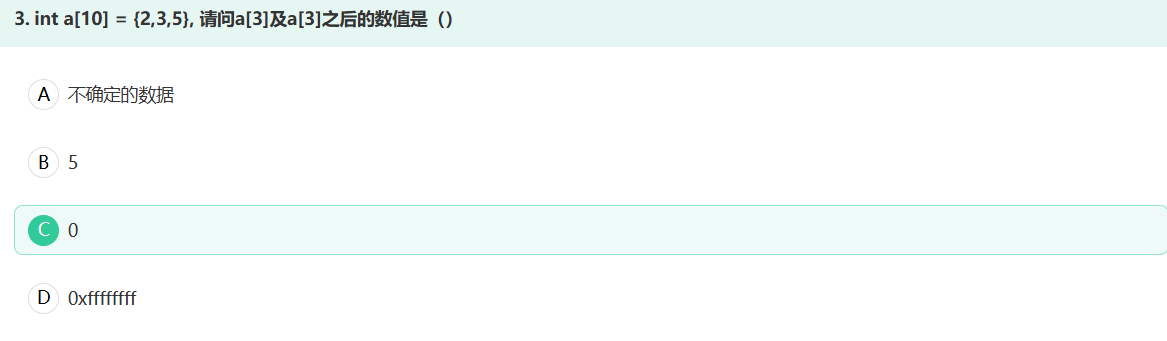 3. int a[10] = {2,3,5}, 请问a[3]及a[3]之后的数值是（）
A 不确定的数据
B 5
C 0
D 0xffffffff